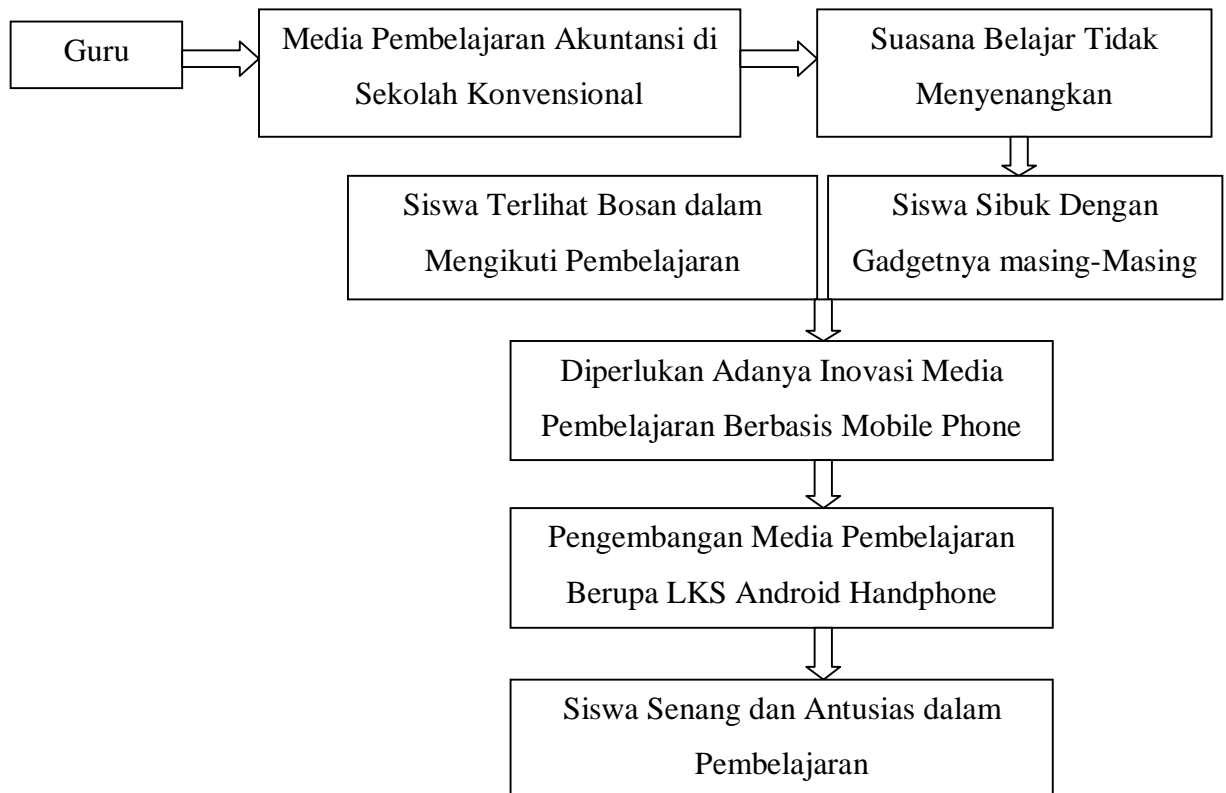 Guru
Media Pembelajaran Akuntansi di
Sekolah Konvensional
Suasana Belajar Tidak
Menyenangkan
Siswa Terlihat Bosan dalam
Mengikuti Pembelajaran
Siswa Sibuk Dengan
Gadgetnya masing-Masing
Diperlukan Adanya Inovasi Media
Pembelajaran Berbasis Mobile Phone
Pengembangan Media Pembelajaran
Berupa LKS Android Handphone
Siswa Senang dan Antusias dalam
Pembelajaran